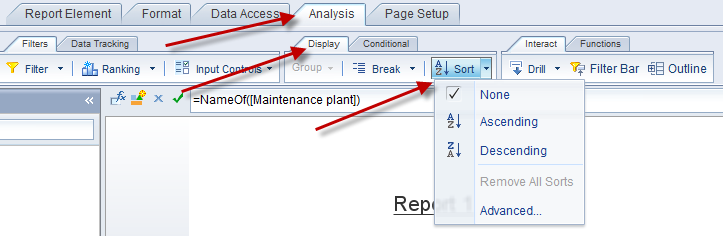 Report Element Format Data Access Analysis Page Setup
Filters Data Tracking Display Conditional Interact Functions
Filter Ranking Input Controls Group Break Sort Drill Filter Bar Outline
=NameOf([Maintenance plant])
None
Ascending
Descending
Remove All Sorts
Report 1
Advanced...